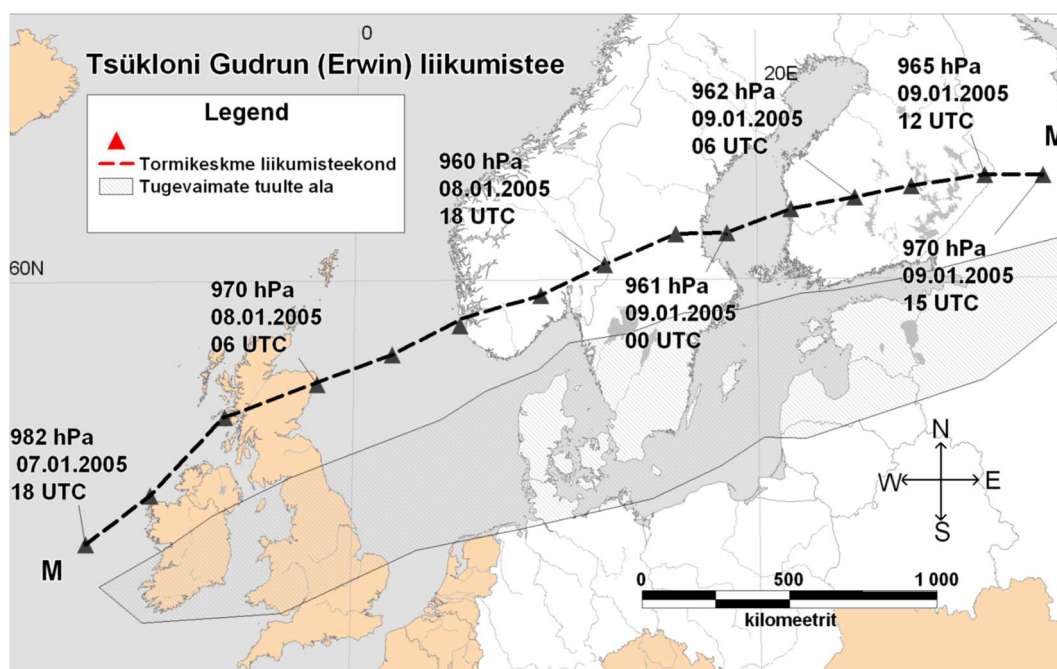 0
Tsükloni Gudrun (Erwin) liikumistee
Legend
Tormikeskme liikumisteekond
Tugevaimate tuulte ala
20E
965 hPa
09.01.2005
12 UTC
962 hPa
09.01.2005
06 UTC
M
960 hPa
08.01.2005
18 UTC
60N
970 hPa
08.01.2005
06 UTC
961 hPa
09.01.2005
00 UTC
970 hPa
09.01.2005
15 UTC
982 hPa
07.01.2005
18 UTC
M
N
W
E
S
0
500
1 000
kilomeetrit